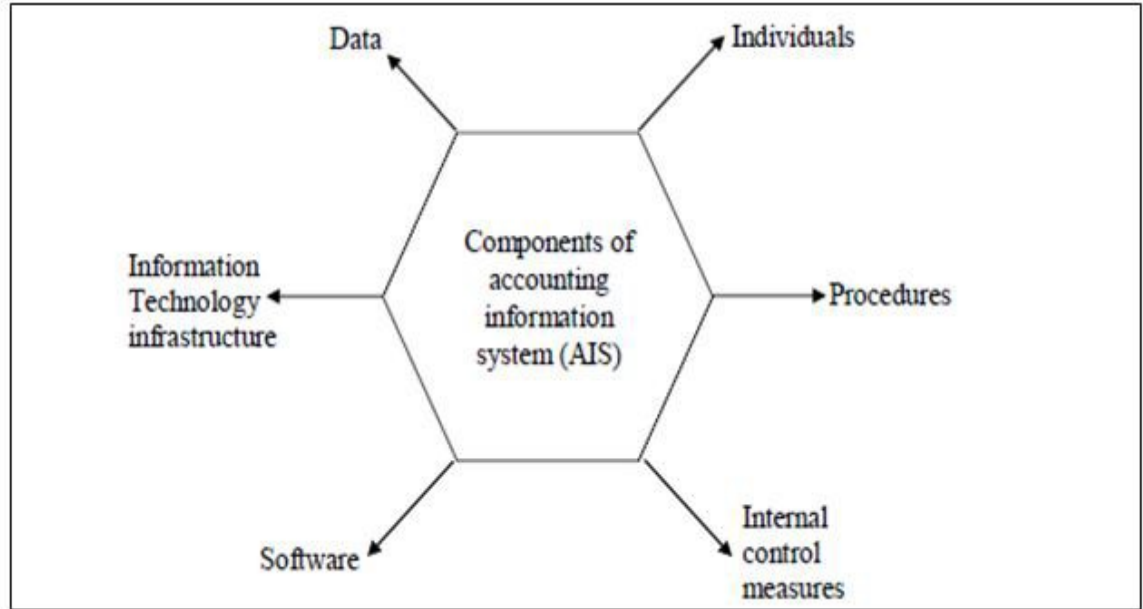 Data
Individuals
Components of
accounting
information
system (AIS)
Information
Technology
infrastructure
Procedures
Software
Internal
control
measures